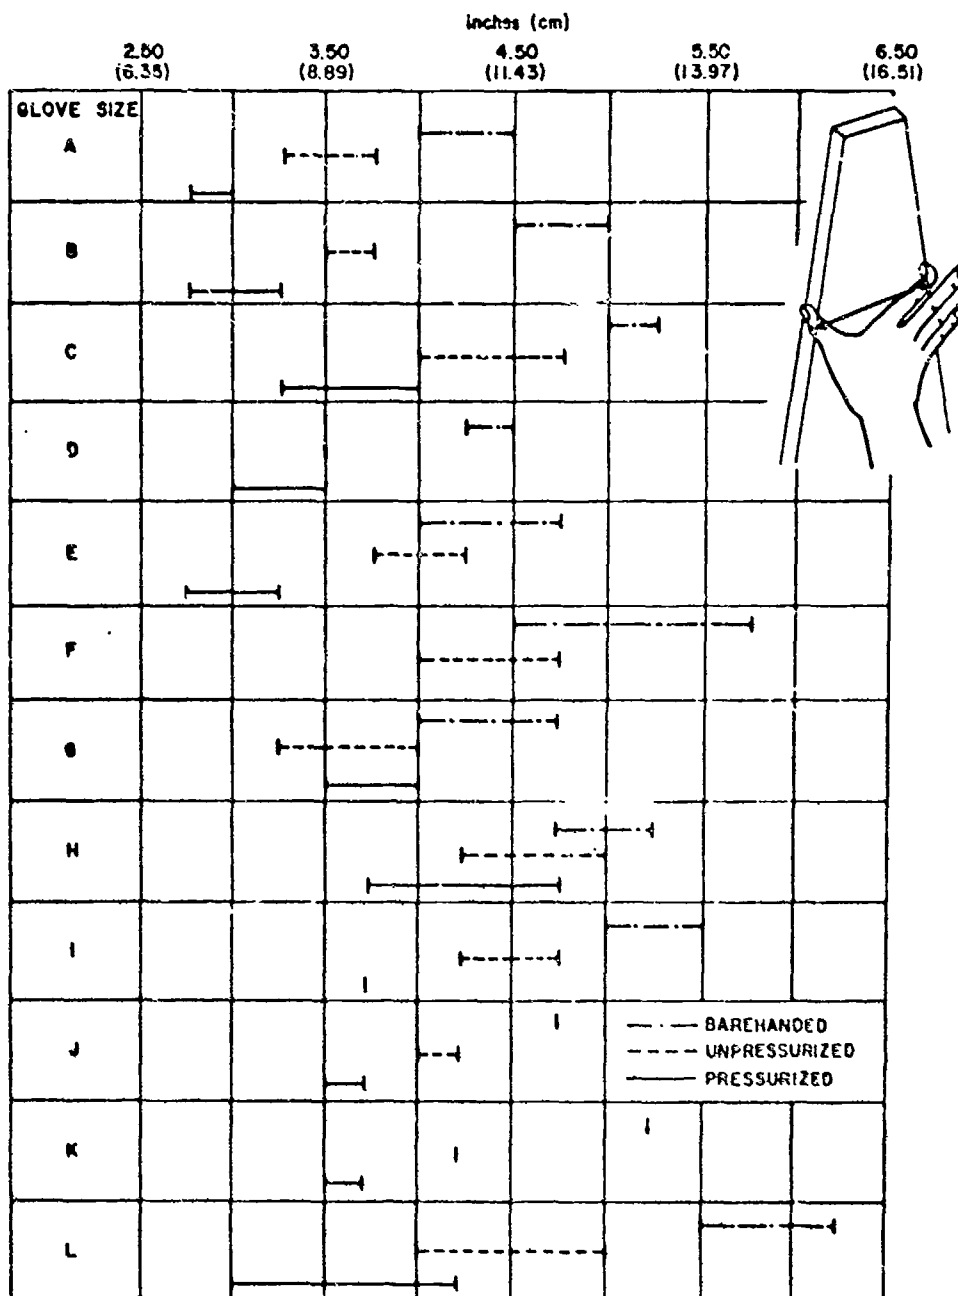 inches (cm)
2.50 3.50 4.50 5.50 6.50
(6.35) (8.89) (11.43) (13.97) (16.51)
GLOVE SIZE
A
B
C
D
E
F
G
H
I
J
K
L
—·— BAREHANDED
---- UNPRESSURIZED
—— PRESSURIZED